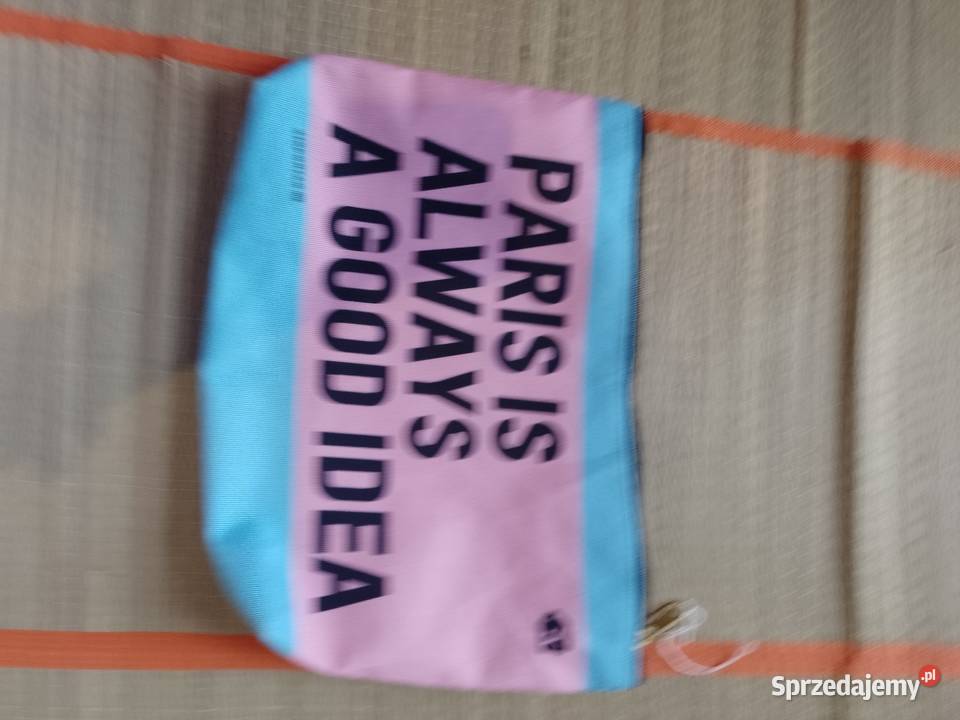 PARIS IS
ALWAYS
A GOOD IDEA
Sprzedajemy.pl